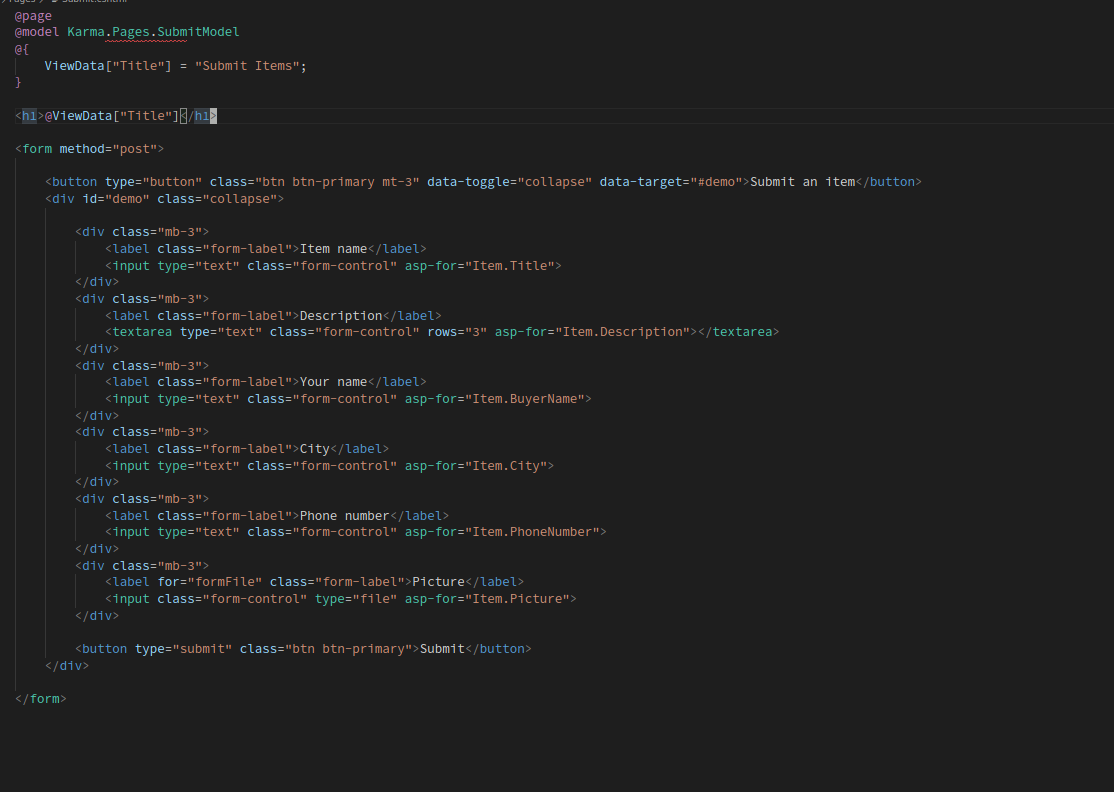 @page
@model Karma.Pages.SubmitModel
@{
    ViewData["Title"] = "Submit Items";
}
<h1>@ViewData["Title"]</h1>
<form method="post">
    <button type="button" class="btn btn-primary mt-3" data-toggle="collapse" data-target="#demo">Submit an item</button>
    <div id="demo" class="collapse">
        <div class="mb-3">
            <label class="form-label">Item name</label>
            <input type="text" class="form-control" asp-for="Item.Title">
        </div>
        <div class="mb-3">
            <label class="form-label">Description</label>
            <textarea type="text" class="form-control" rows="3" asp-for="Item.Description"></textarea>
        </div>
        <div class="mb-3">
            <label class="form-label">Your name</label>
            <input type="text" class="form-control" asp-for="Item.BuyerName">
        </div>
        <div class="mb-3">
            <label class="form-label">City</label>
            <input type="text" class="form-control" asp-for="Item.City">
        </div>
        <div class="mb-3">
            <label class="form-label">Phone number</label>
            <input type="text" class="form-control" asp-for="Item.PhoneNumber">
        </div>
        <div class="mb-3">
            <label for="formFile" class="form-label">Picture</label>
            <input class="form-control" type="file" asp-for="Item.Picture">
        </div>
        <button type="submit" class="btn btn-primary">Submit</button>
    </div>
</form>